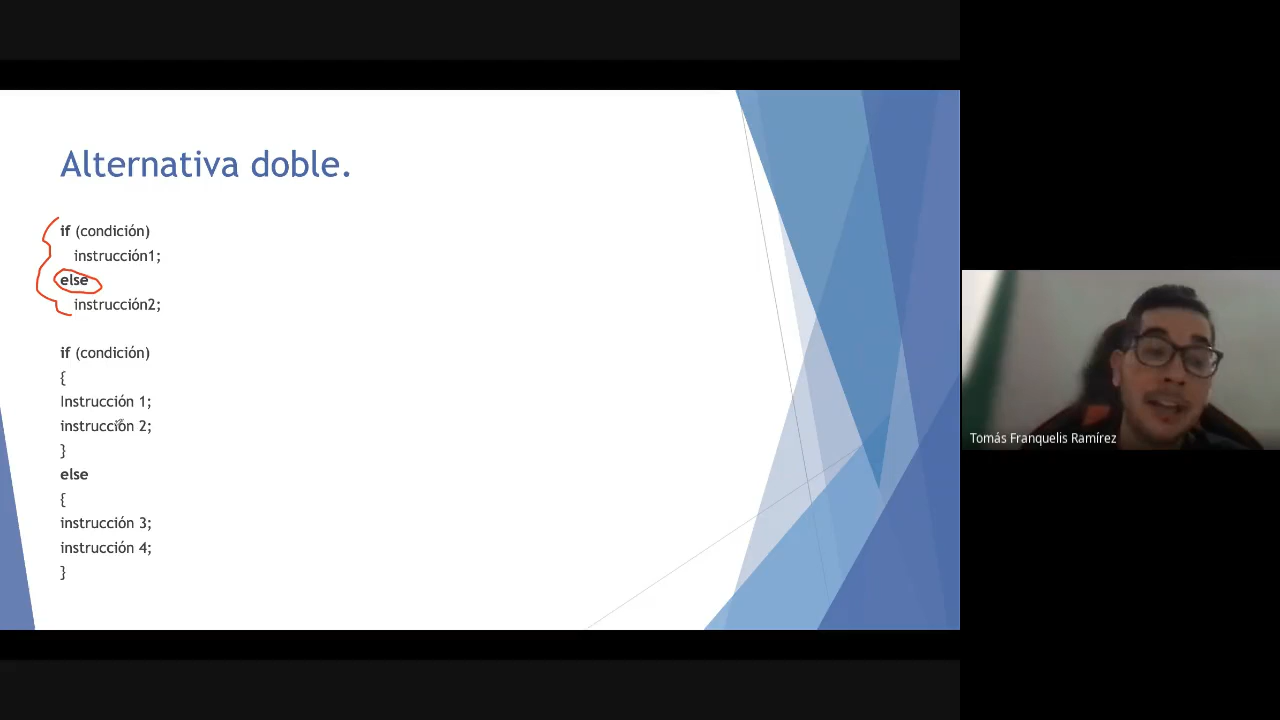 Alternativa doble.
if (condición)
instrucción1;
else
instrucción2;
if (condición)
{
Instrucción 1;
instrucción 2;
}
else
{
instrucción 3;
instrucción 4;
}
Tomás Franquelis Ramírez